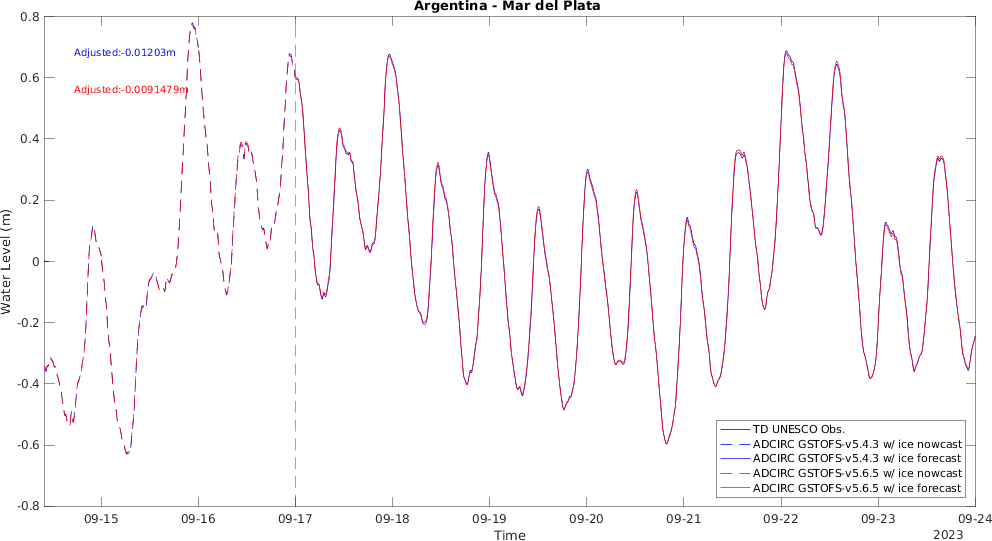 Argentina - Mar del Plata
0.8
Adjusted:-0.01203m
0.6
Adjusted:-0.0091479m
0.4
0.2
0
-0.2
-0.4
-0.6
-0.8
Water Level (m)
TD UNESCO Obs.
ADCIRC GSTOFS-v5.4.3 w/ ice nowcast
ADCIRC GSTOFS-v5.4.3 w/ ice forecast
ADCIRC GSTOFS-v5.6.5 w/ ice nowcast
ADCIRC GSTOFS-v5.6.5 w/ ice forecast
09-15 09-16 09-17 09-18 09-19 09-20 09-21 09-22 09-23 09-24
Time
2023